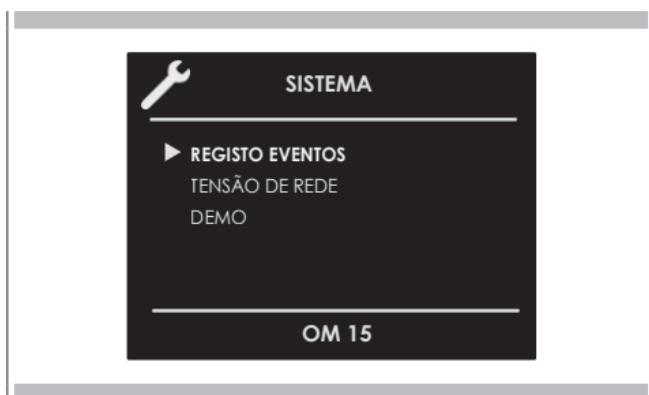 SISTEMA
REGISTO EVENTOS
TENSÃO DE REDE
DEMO
OM 15